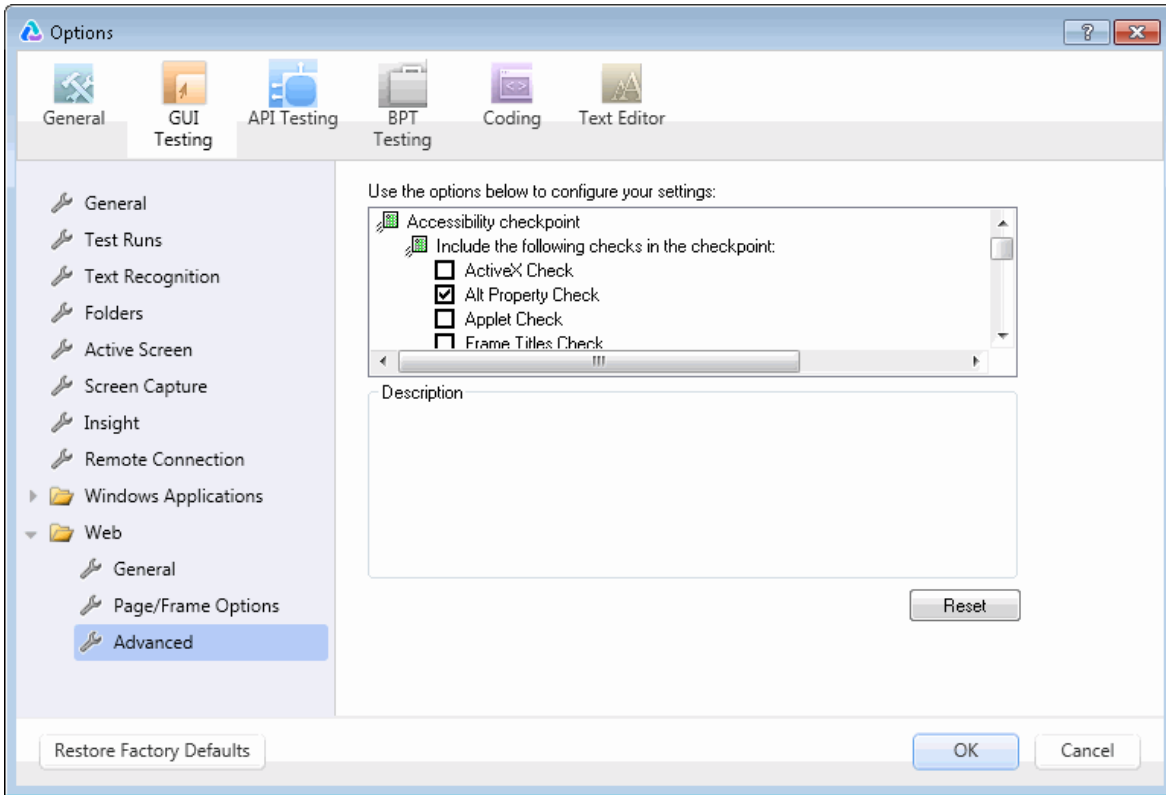 Options
General
GUI
Testing
API Testing
BPT
Testing
Coding
Text Editor
General
Test Runs
Text Recognition
Folders
Active Screen
Screen Capture
Insight
Remote Connection
Windows Applications
Web
General
Page/Frame Options
Advanced
Use the options below to configure your settings:
Accessibility checkpoint
Include the following checks in the checkpoint:
ActiveX Check
Alt Property Check
Applet Check
Frame Titles Check
Description
Reset
Restore Factory Defaults
OK
Cancel